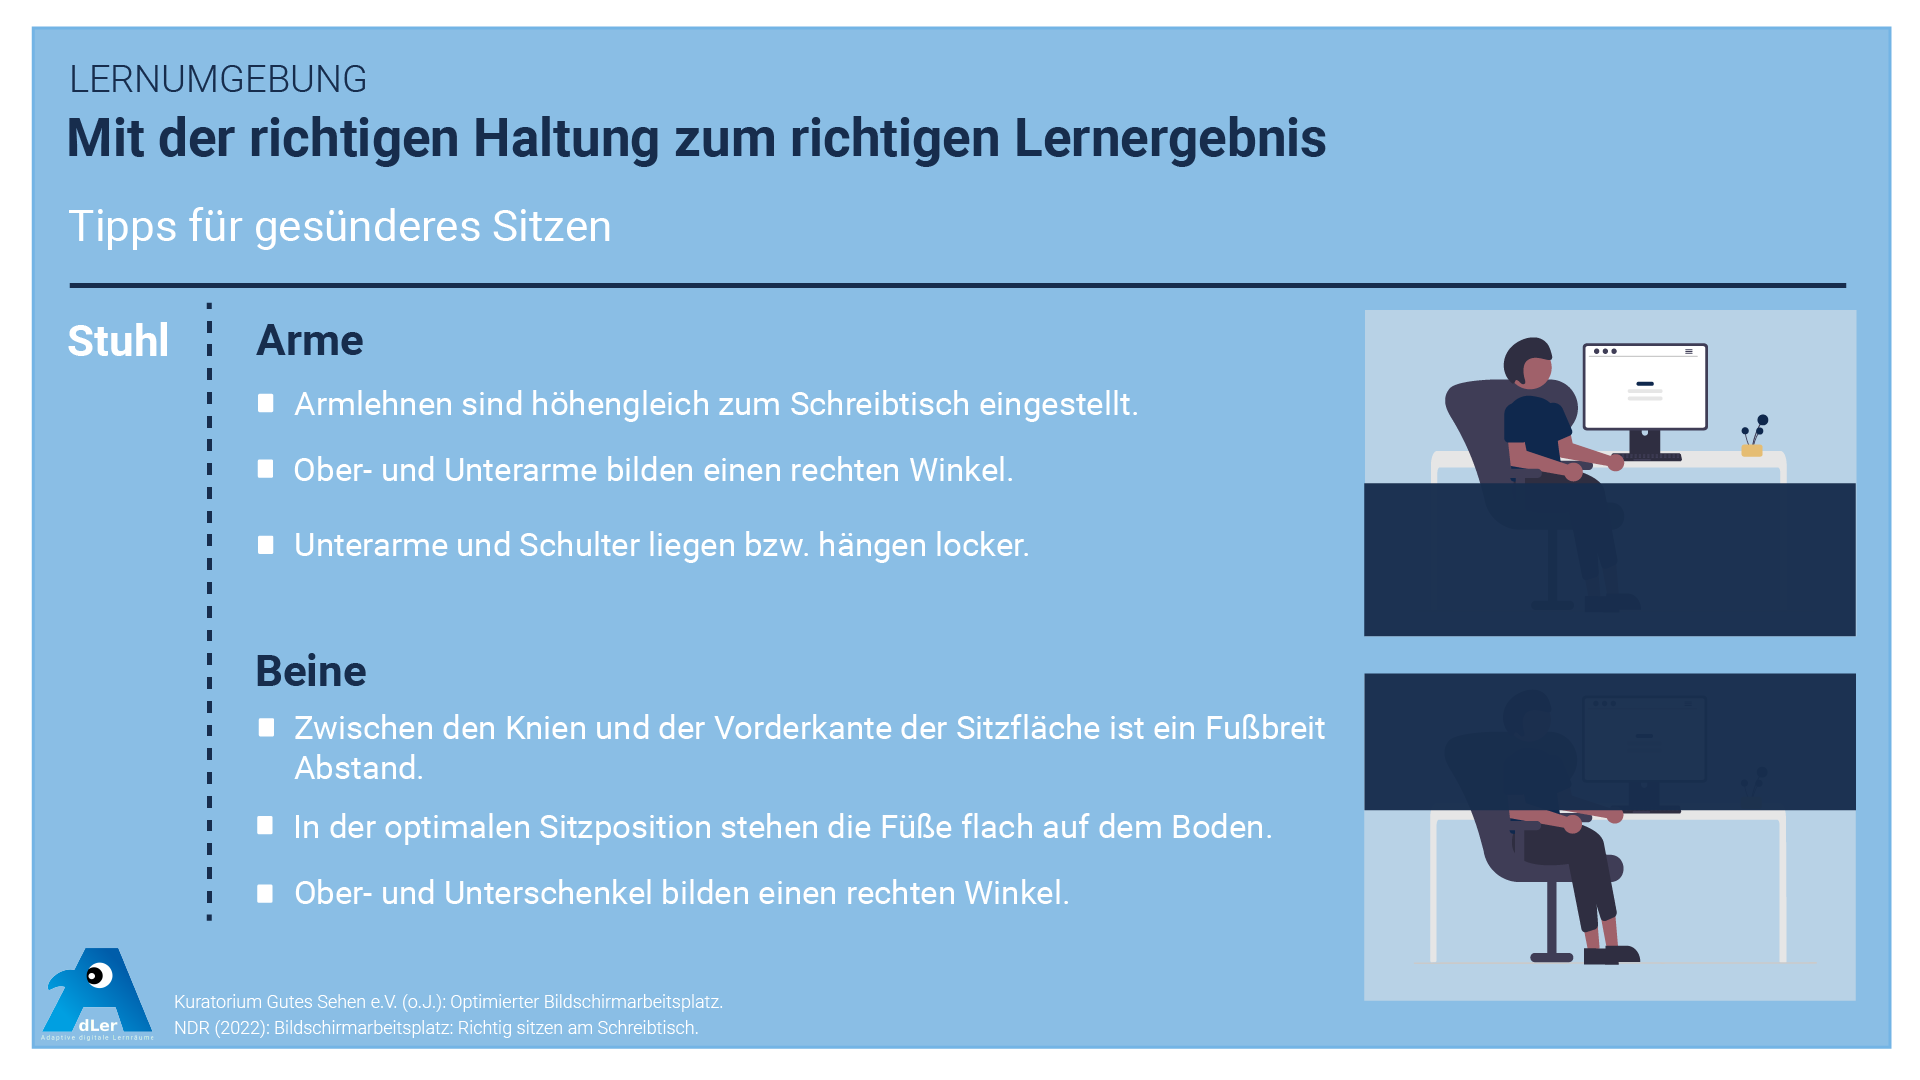 LERNUMGEBUNG
Mit der richtigen Haltung zum richtigen Lernergebnis
Tipps für gesünderes Sitzen
Stuhl
Arme
Armlehnen sind höhengleich zum Schreibtisch eingestellt.
Ober- und Unterarme bilden einen rechten Winkel.
Unterarme und Schulter liegen bzw. hängen locker.
Beine
Zwischen den Knien und der Vorderkante der Sitzfläche ist ein Fußbreit
Abstand.
In der optimalen Sitzposition stehen die Füße flach auf dem Boden.
Ober- und Unterschenkel bilden einen rechten Winkel.
dLer
Adaptive digitale Lernräume
Kuratorium Gutes Sehen e.V. (o.J.): Optimierter Bildschirmarbeitsplatz.
NDR (2022): Bildschirmarbeitsplatz: Richtig sitzen am Schreibtisch.